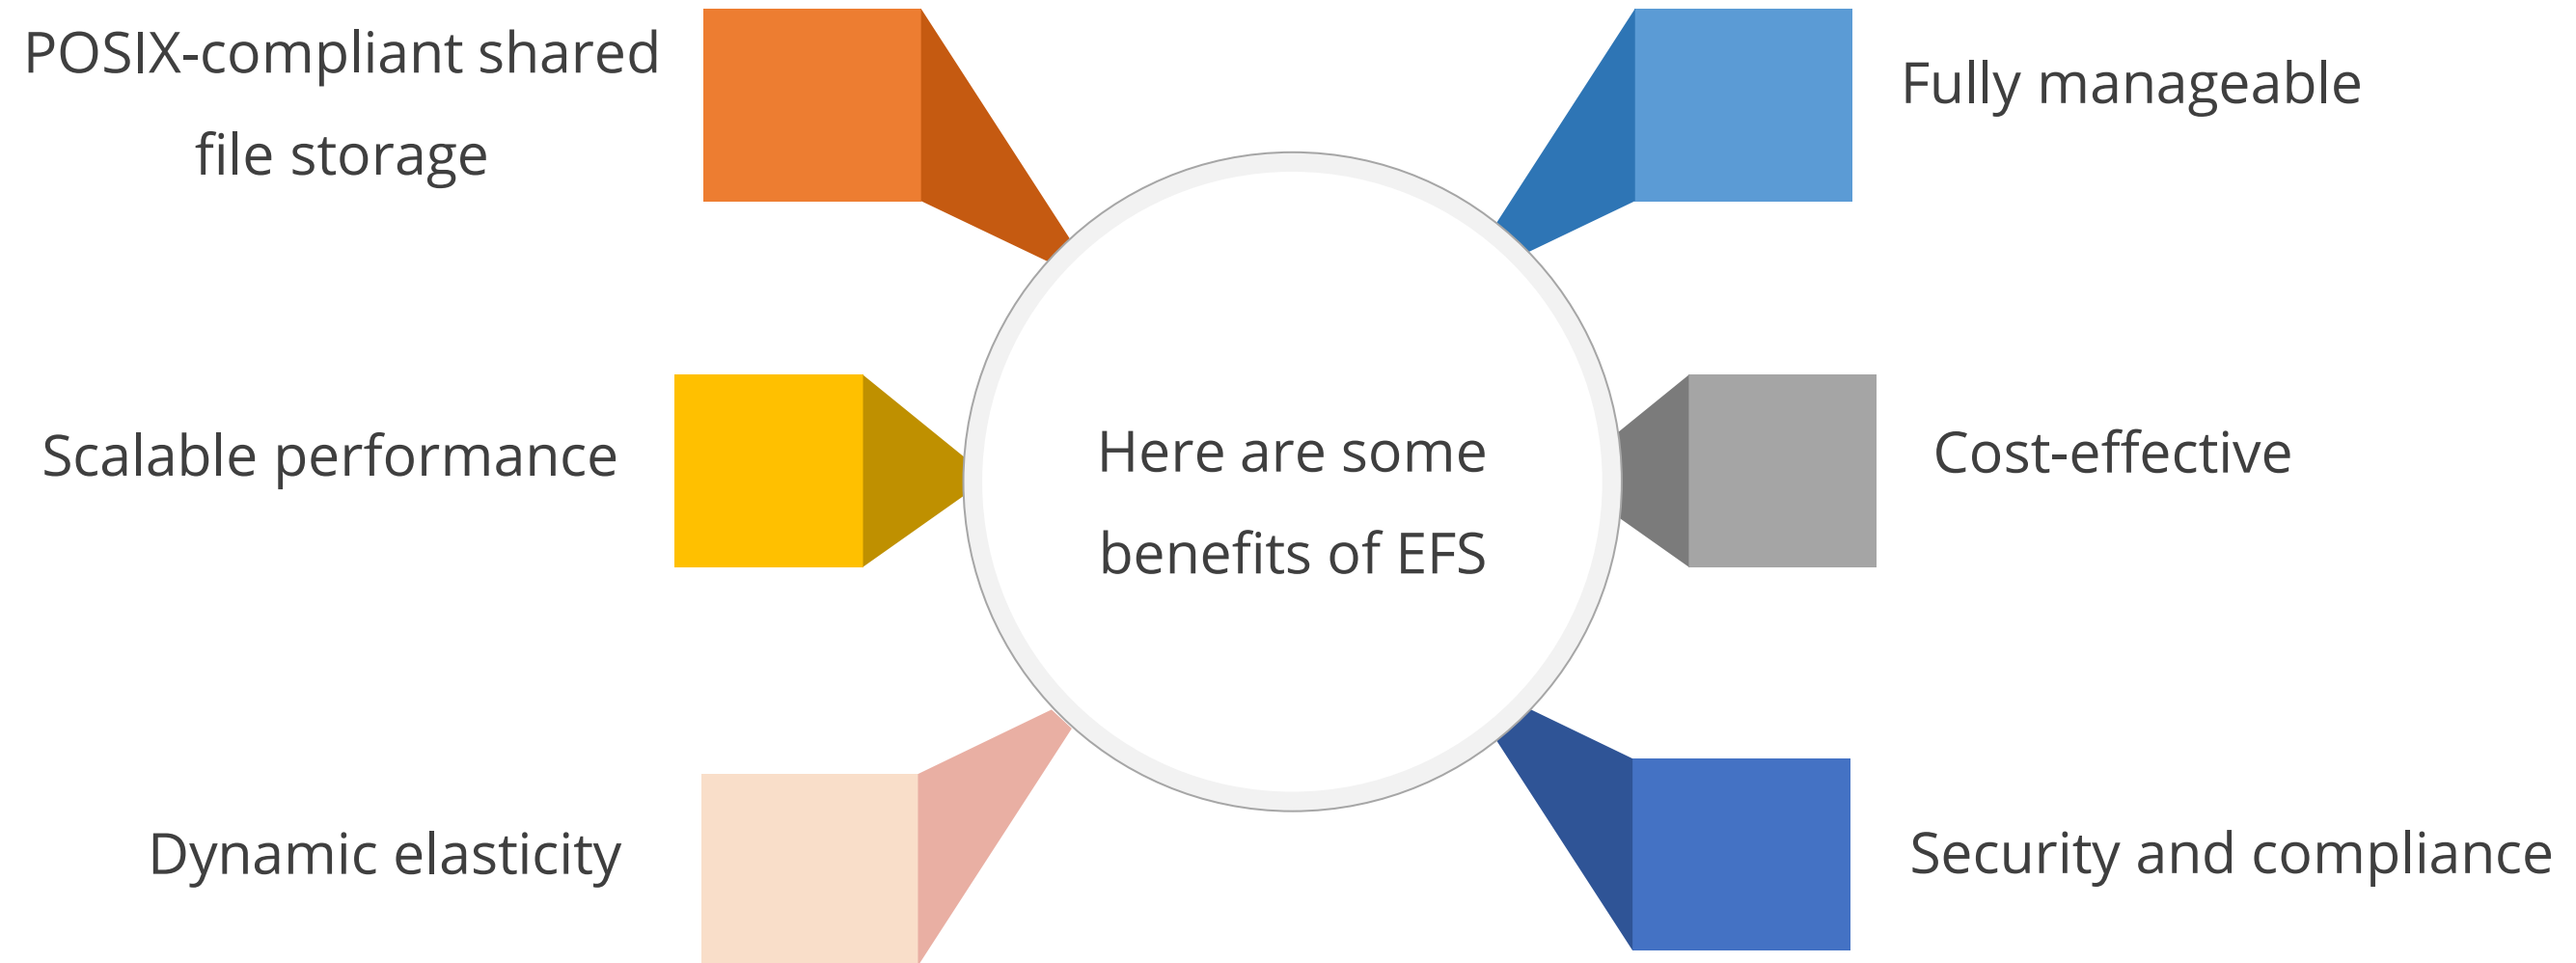 POSIX-compliant shared
file storage
Fully manageable
Scalable performance
Here are some
benefits of EFS
Cost-effective
Dynamic elasticity
Security and compliance